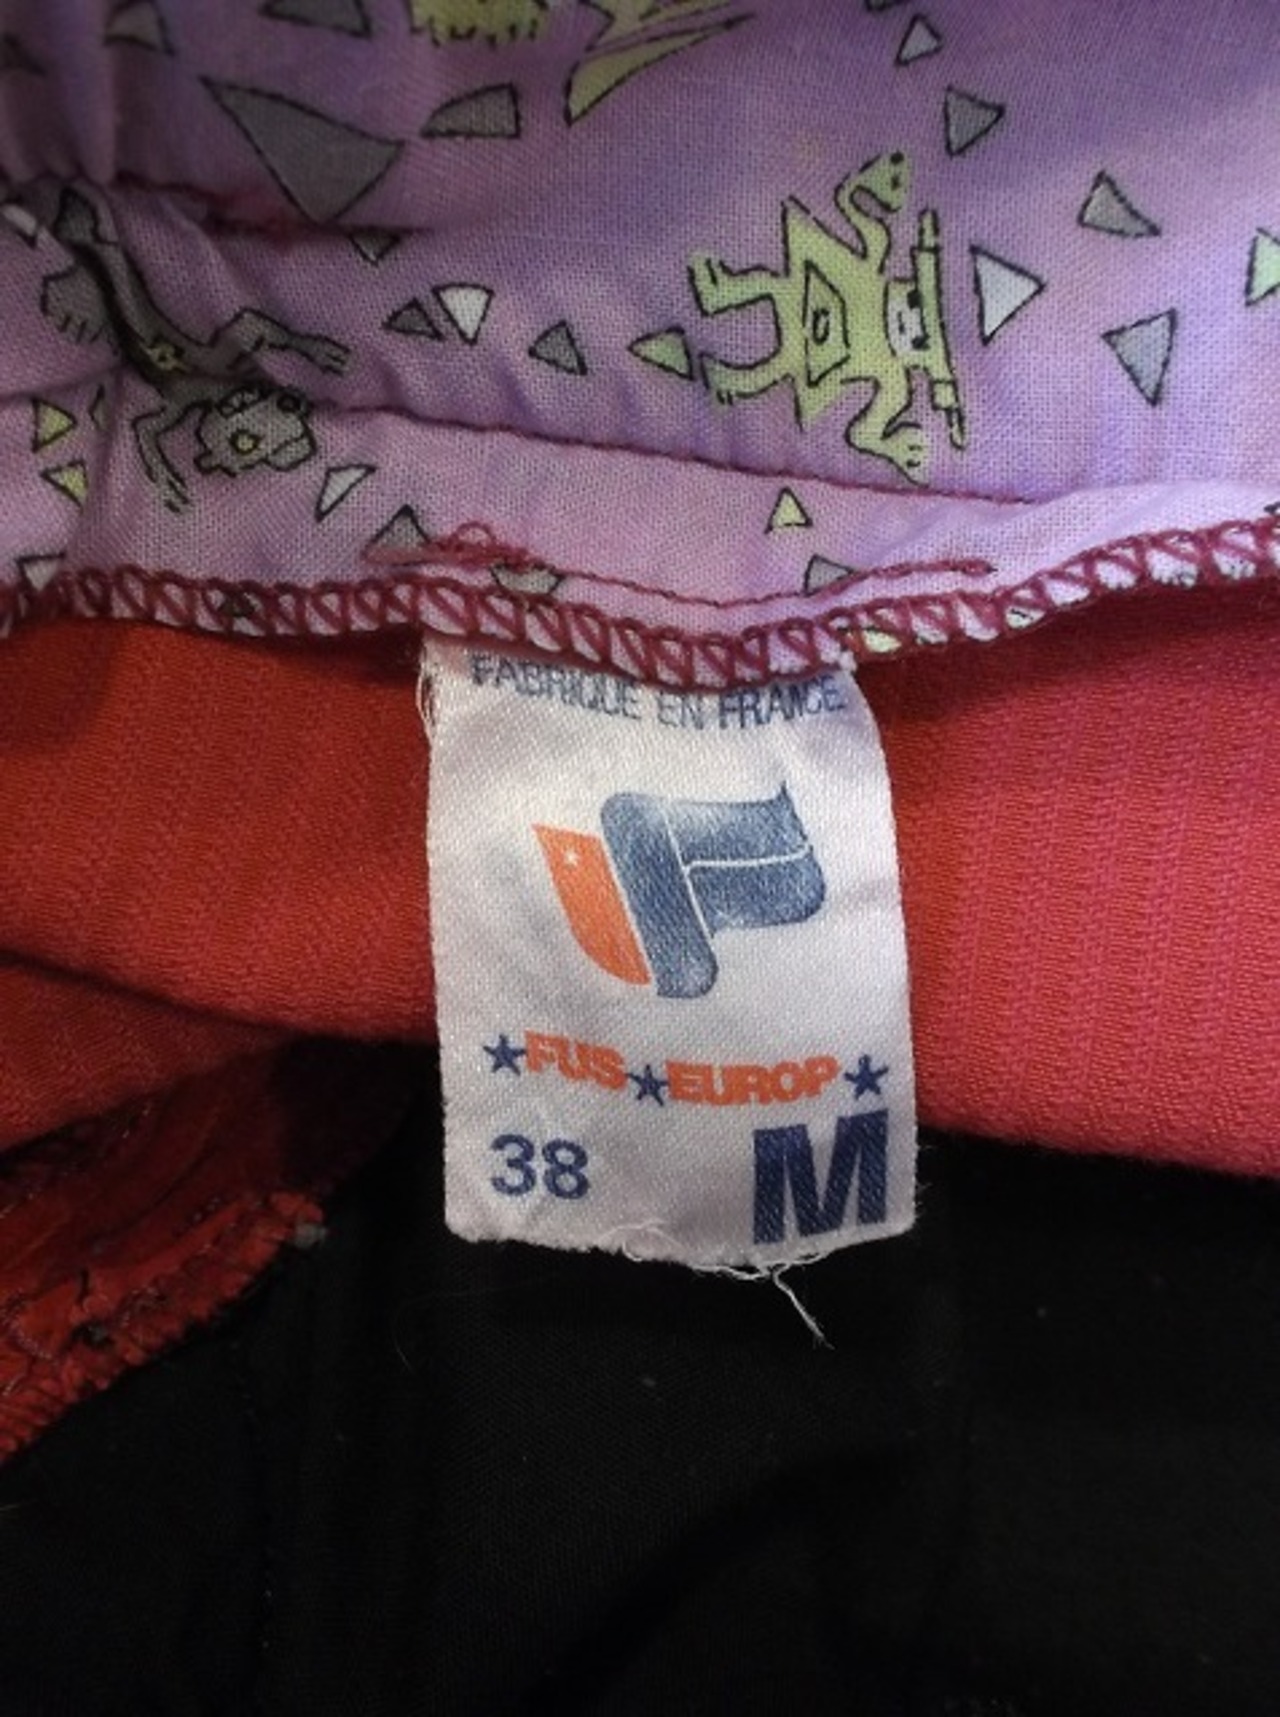 FABRIQUE EN FRANCE
★FUS★EUROP★
38 M